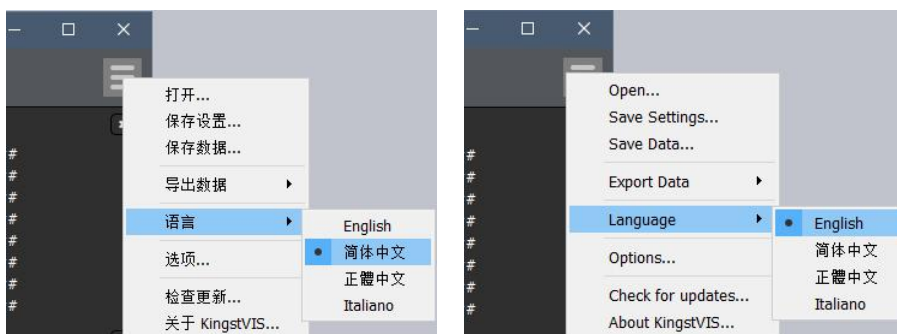 打开...
保存设置...
保存数据...
导出数据
语言
选项...
检查更新...
关于 KingstVIS...
English
简体中文
正體中文
Italiano
#
#
#
#
#
#
#
#
Open...
Save Settings...
Save Data...
Export Data
Language
Options...
Check for updates...
About KingstVIS...
English
简体中文
正體中文
Italiano
#
#
#
#
#
#
#
#